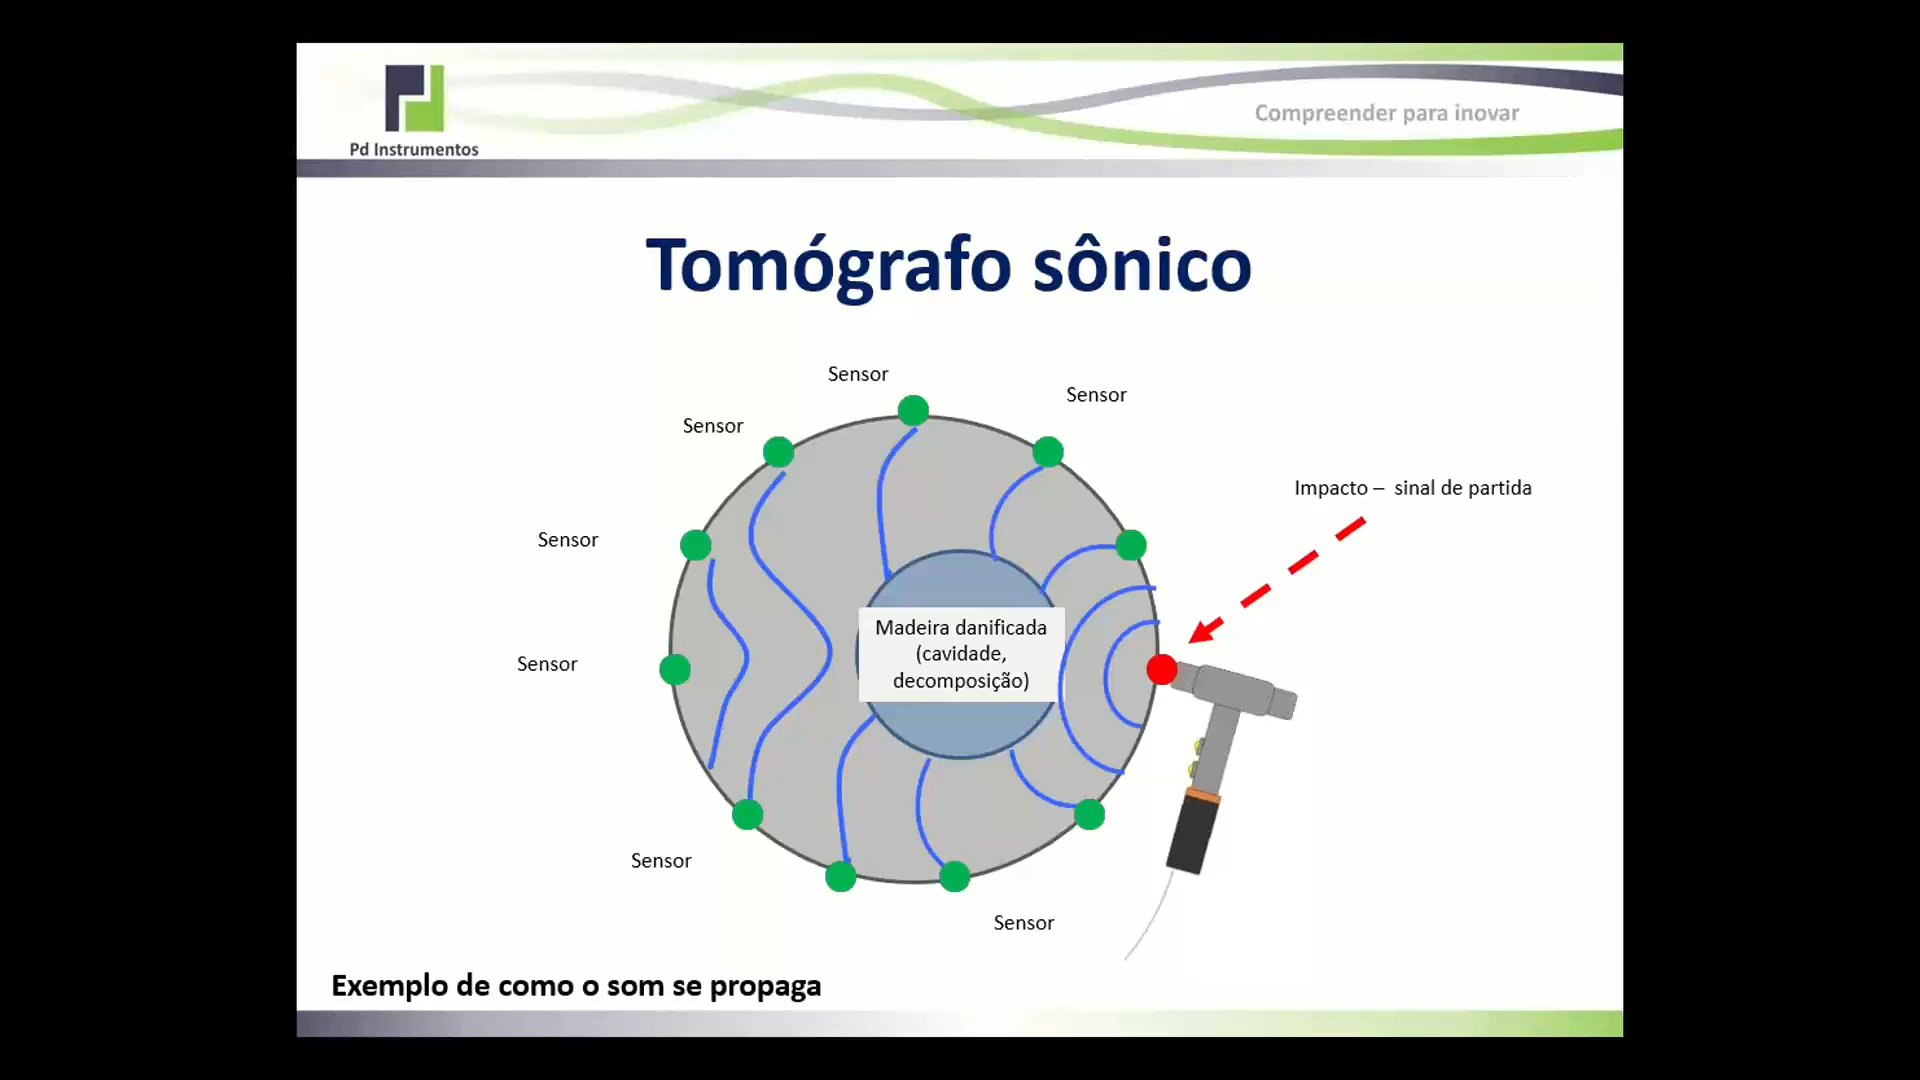 Pd Instrumentos
Compreender para inovar
Tomógrafo sônico
Sensor
Sensor
Sensor
Impacto – sinal de partida
Sensor
Madeira danificada
(cavidade,
decomposição)
Sensor
Sensor
Sensor
Exemplo de como o som se propaga